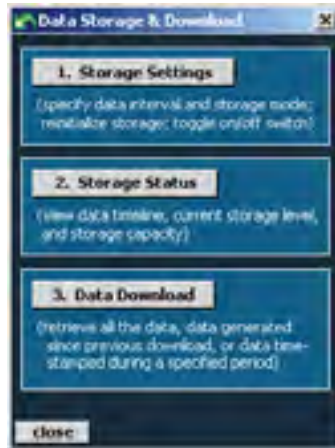 Data Storage & Download
1. Storage Settings
(specify data interval and storage mode;
reinitialize storage; toggle on/off switch)
2. Storage Status
(view data timeline, current storage level,
and storage capacity)
3. Data Download
(retrieve all the data, data generated
since previous download, or data time-
stamped during a specified period)
close